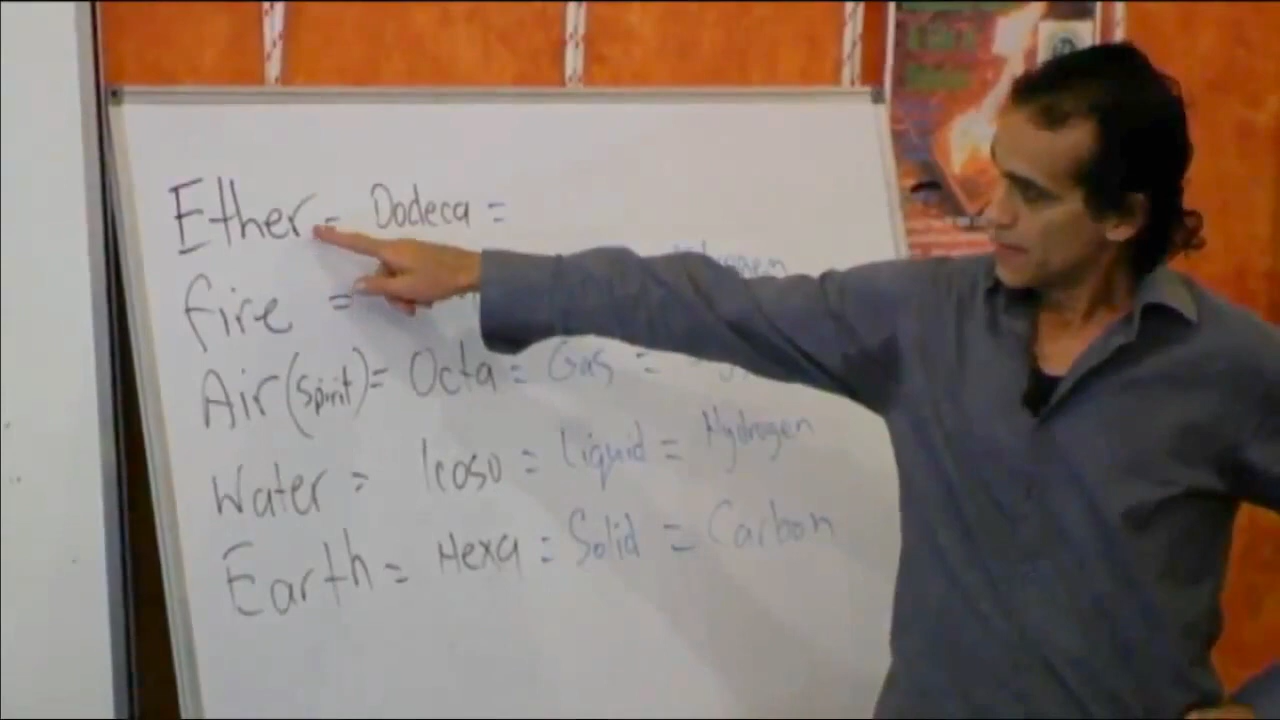 Ether = Dodeca =
fire =
Air (spirit) = Octa = Gas =
Water = Icoso = Liquid = Hydrogen
Earth = Hexa = Solid = Carbon